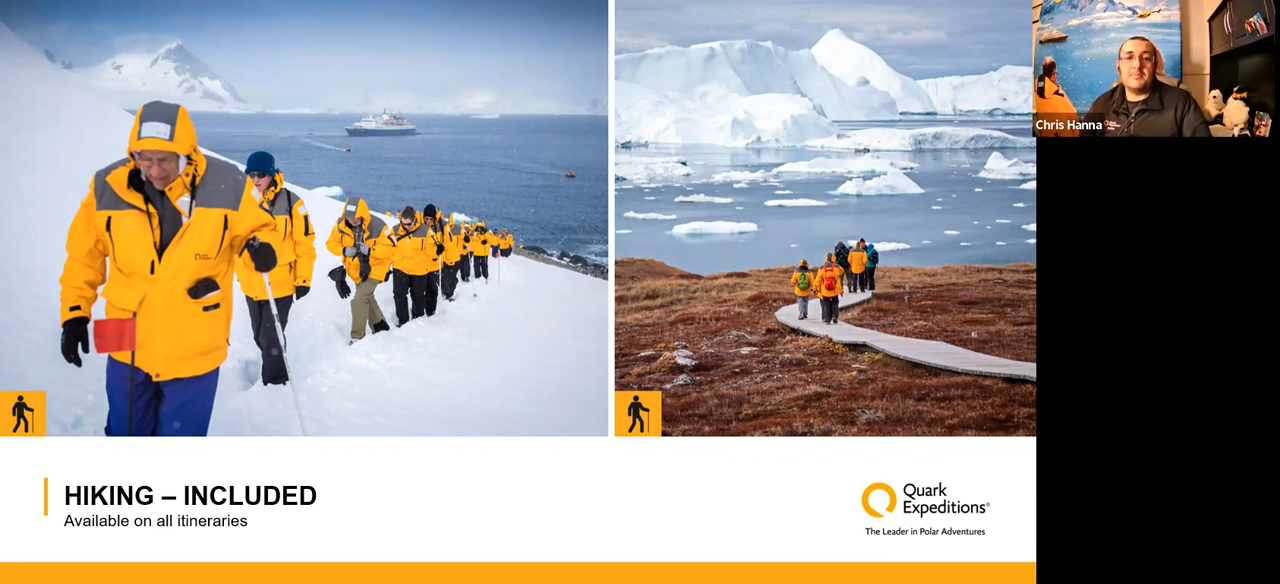 Chris Hanna
HIKING – INCLUDED
Available on all itineraries
Quark
Expeditions®
The Leader in Polar Adventures